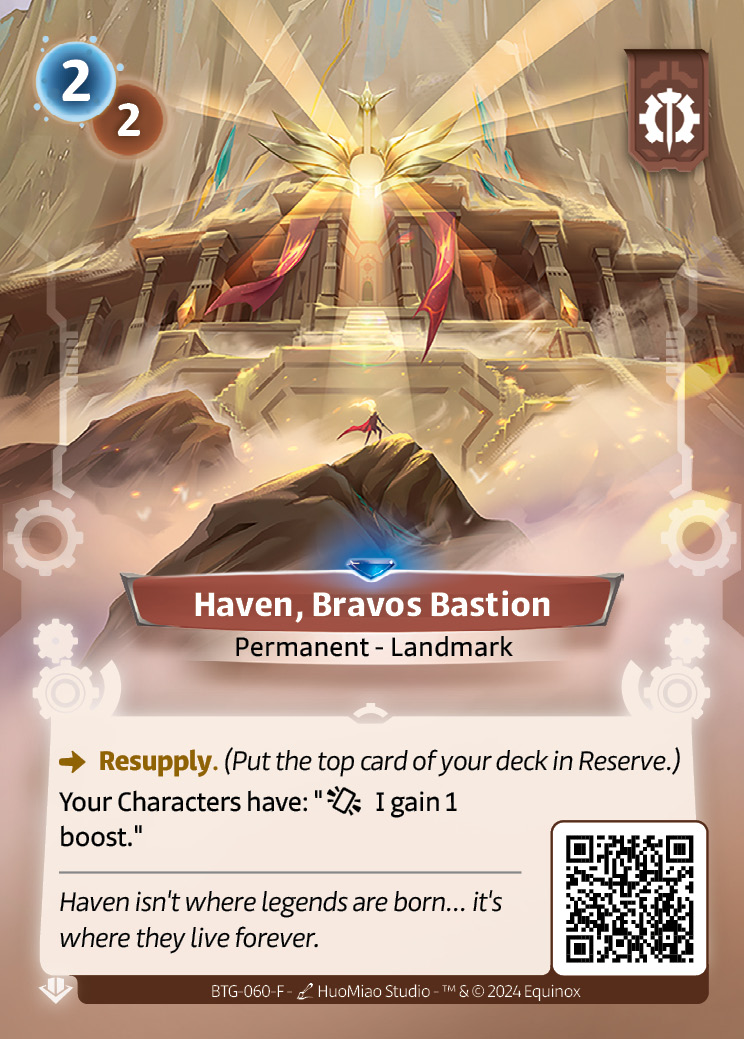 2
2
Haven, Bravos Bastion
Permanent - Landmark
Resupply. (Put the top card of your deck in Reserve.)
Your Characters have: " I gain 1
boost."
Haven isn't where legends are born... it's
where they live forever.
BTG-060-F - HuoMiao Studio - ™ & © 2024 Equinox